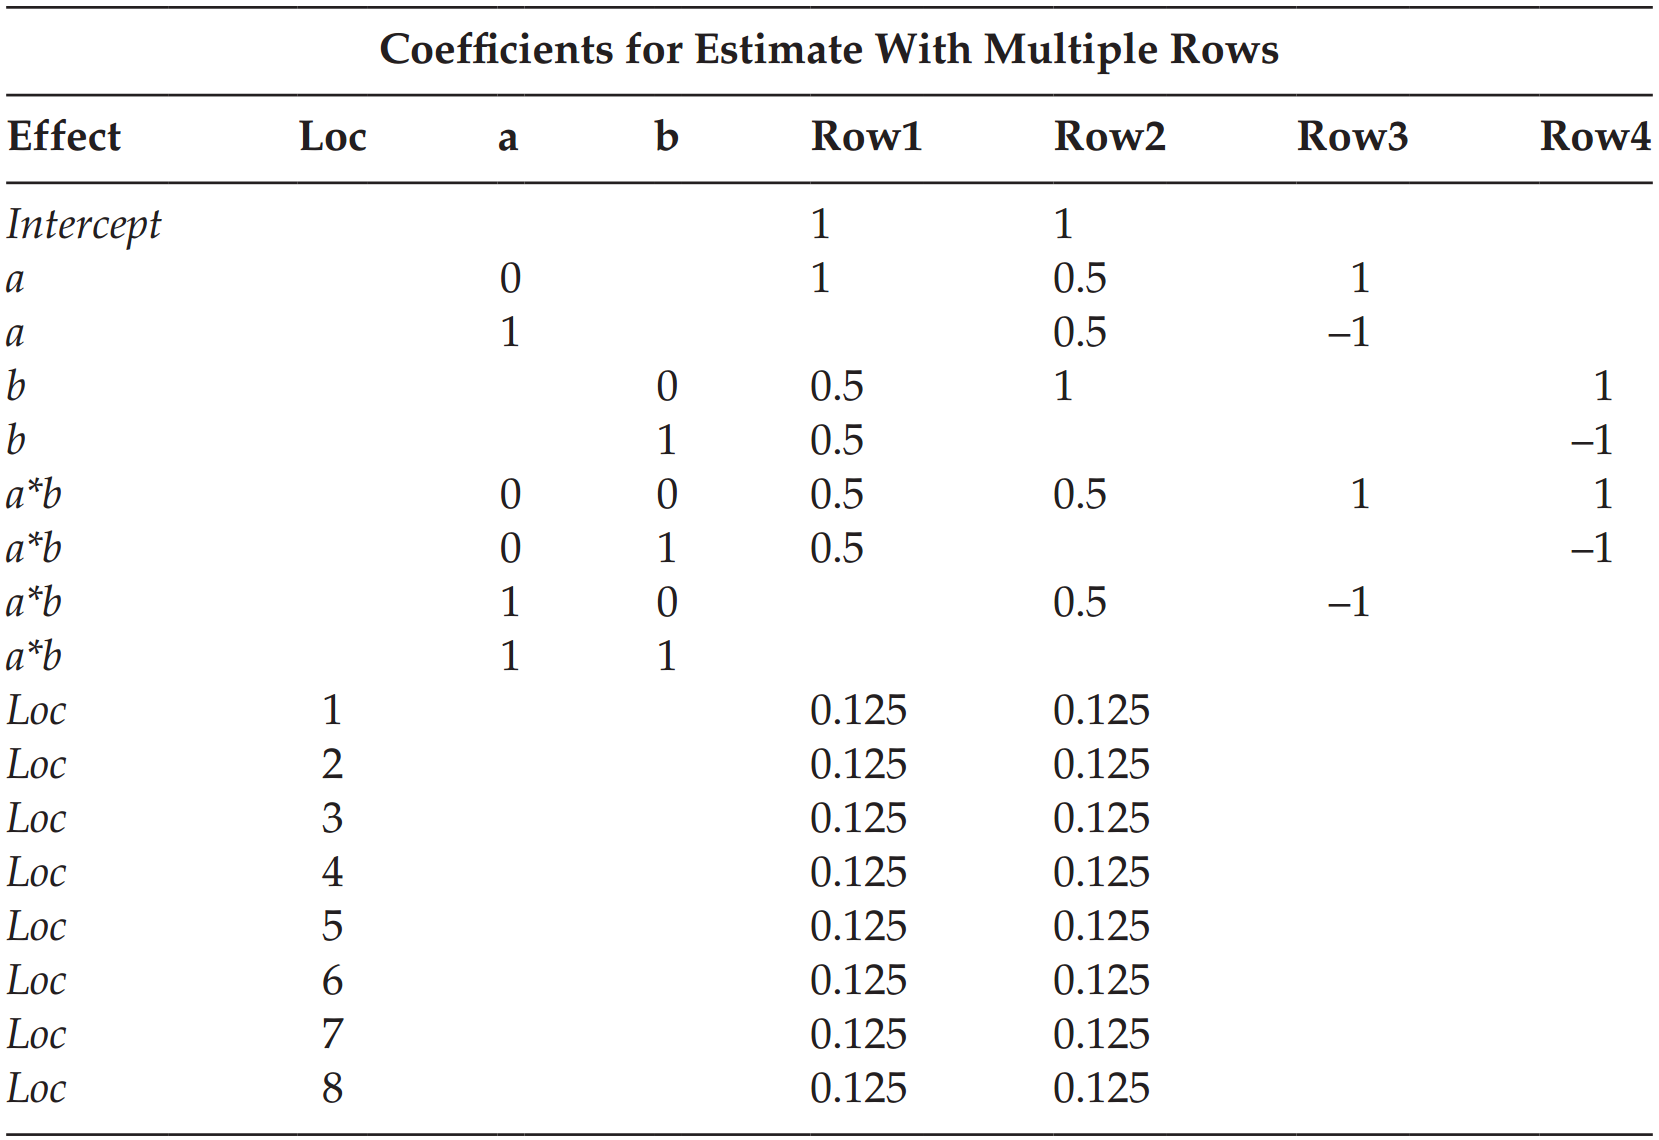 Coefficients for Estimate With Multiple Rows
Effect Loc a b Row1 Row2 Row3 Row4
Intercept 1 1
a 0 1 0.5 1
a 1 0.5 –1
b 0 0.5 1 1
b 1 0.5 –1
a*b 0 0 0.5 0.5 1 1
a*b 0 1 0.5 –1
a*b 1 0 0.5 –1
a*b 1 1
Loc 1 0.125 0.125
Loc 2 0.125 0.125
Loc 3 0.125 0.125
Loc 4 0.125 0.125
Loc 5 0.125 0.125
Loc 6 0.125 0.125
Loc 7 0.125 0.125
Loc 8 0.125 0.125